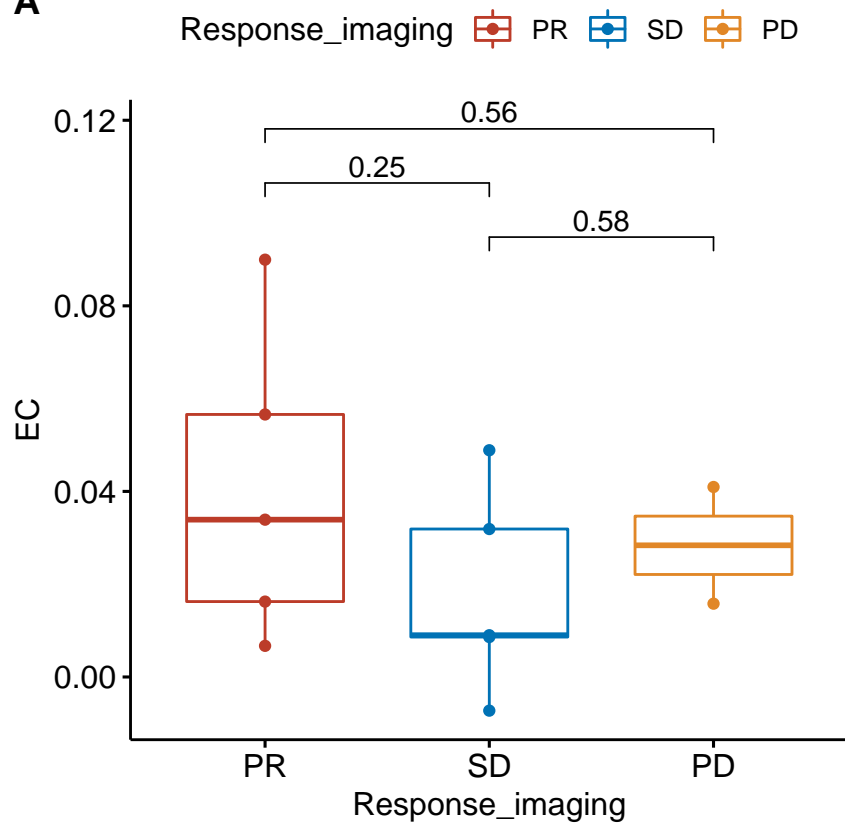 A
Response_imaging PR SD PD
0.12
0.56
0.25
0.58
0.08
EC
0.04
0.00
PR SD PD
Response_imaging